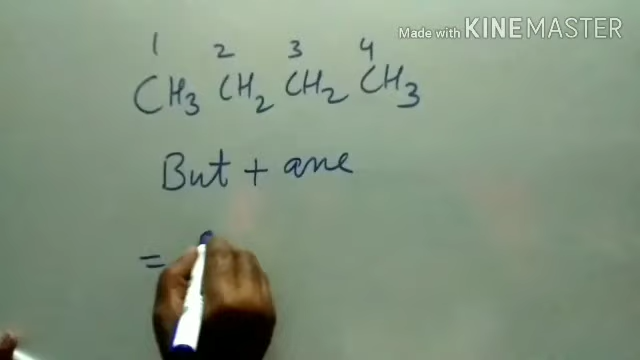 Made with KINEMASTER
1 2 3 4
CH3 CH2 CH2 CH3
But + ane
=